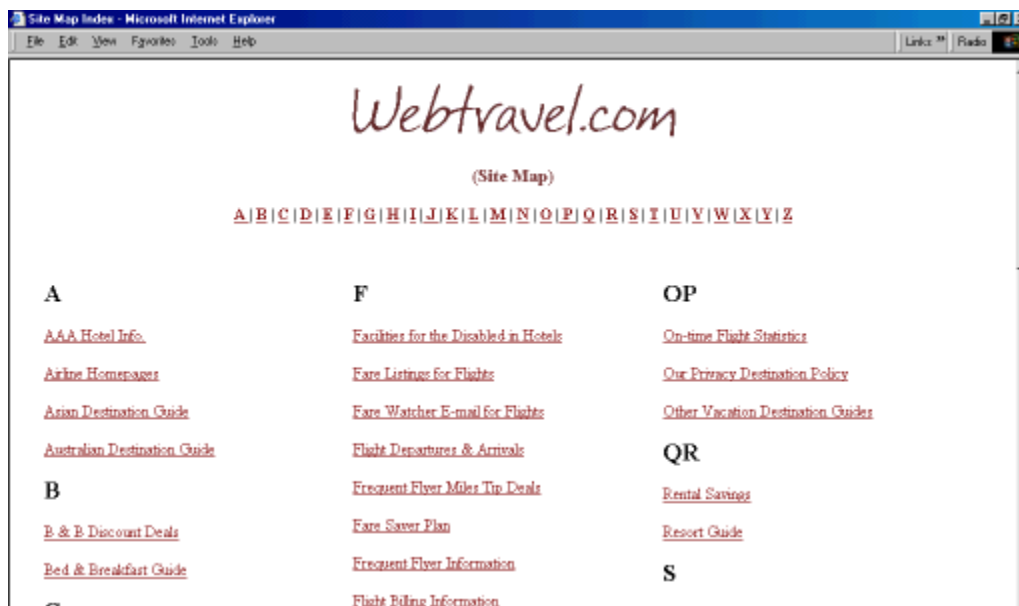 Site Map Index - Microsoft Internet Explorer
File Edit View Favorites Tools Help
Links » Radio
Webtravel.com
(Site Map)
A | B | C | D | E | F | G | H | I | J | K | L | M | N | O | P | Q | R | S | T | U | V | W | X | Y | Z
A
AAA Hotel Info.
Airline Homepages
Asian Destination Guide
Australian Destination Guide
B
B & B Discount Deals
Bed & Breakfast Guide
F
Facilities for the Disabled in Hotels
Fare Listings for Flights
Fare Watcher E-mail for Flights
Flight Departures & Arrivals
Frequent Flyer Miles Tip Deals
Fare Saver Plan
Frequent Flyer Information
Flight Billing Information
OP
On-time Flight Statistics
Our Privacy Destination Policy
Other Vacation Destination Guides
QR
Rental Savings
Resort Guide
S